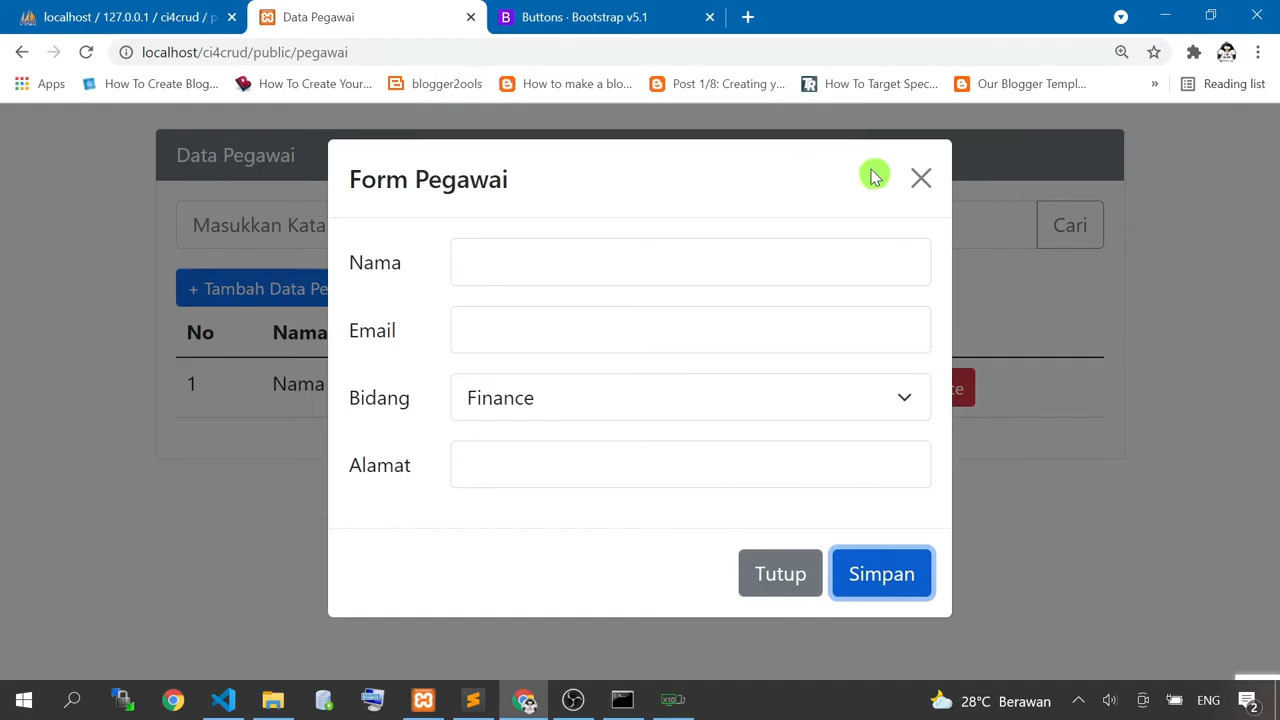 localhost / 127.0.0.1 / ci4crud / p
Data Pegawai
Buttons · Bootstrap v5.1
localhost/ci4crud/public/pegawai
Apps
How To Create Blog...
How To Create Your...
blogger2ools
How to make a blo...
Post 1/8: Creating y...
How To Target Spec...
Our Blogger Templ...
»
Reading list
Data Pegawai
Form Pegawai
Masukkan Kata
Cari
Nama
+ Tambah Data Pe
Email
No
Nama
1
Nama
Bidang
Finance
te
Alamat
Tutup
Simpan
28°C Berawan
ENG
2